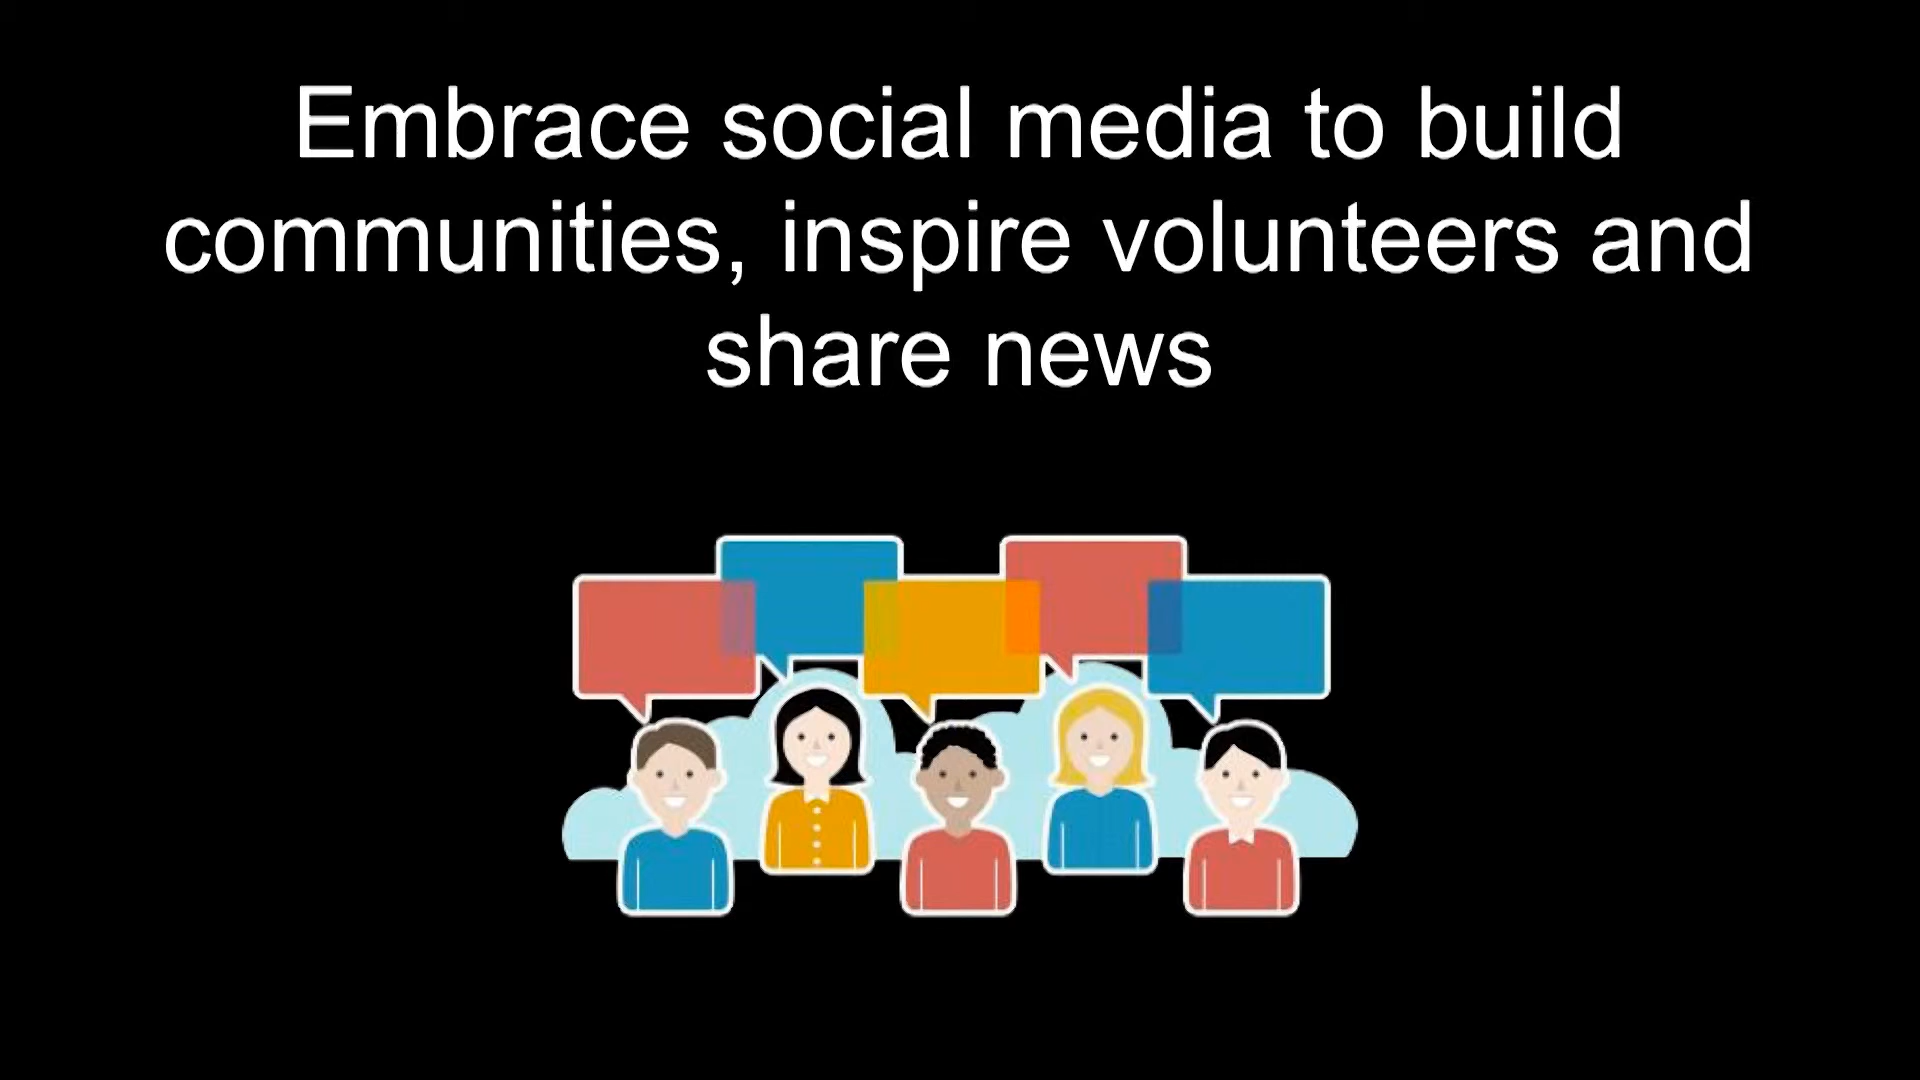 Embrace social media to build
communities, inspire volunteers and
share news